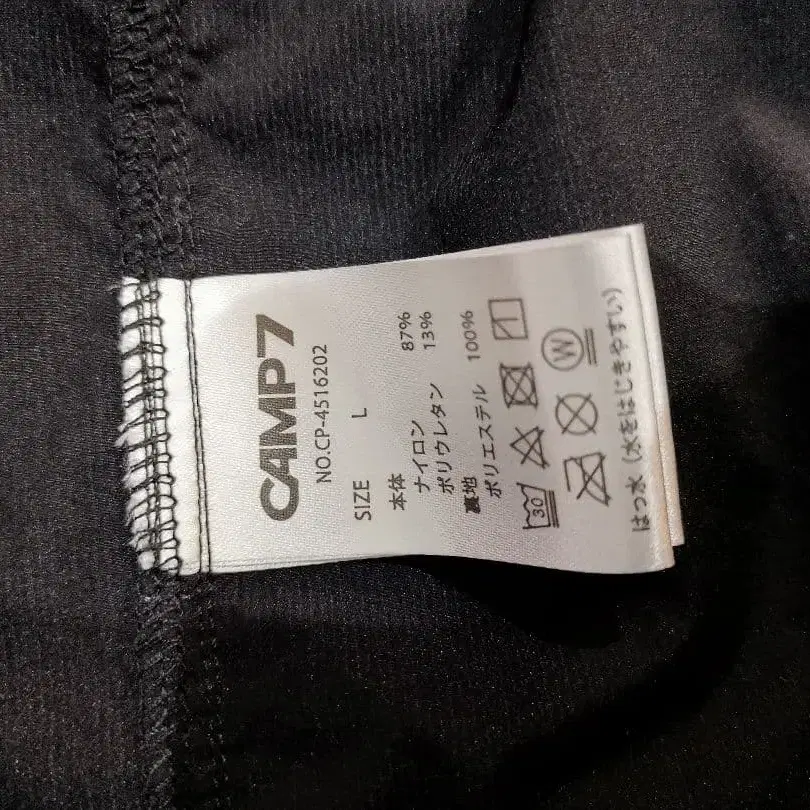 CAMP7
NO.CP-4516202
SIZE L
本体
ナイロン 87%
ポリウレタン 13%
裏地
ポリエステル 100%
30
W
はっ水（水をはじきやすい）